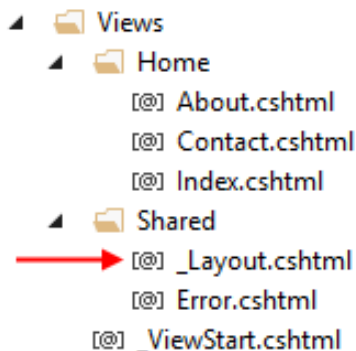 Views
Home
[@] About.cshtml
[@] Contact.cshtml
[@] Index.cshtml
Shared
[@] _Layout.cshtml
[@] Error.cshtml
[@] _ViewStart.cshtml